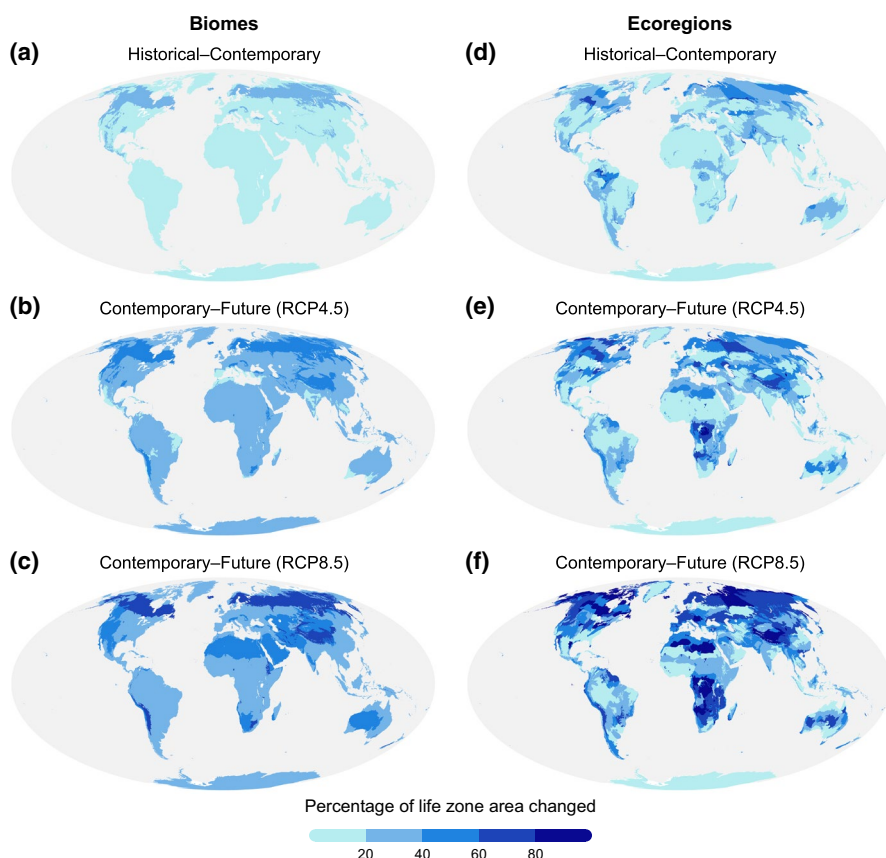 Biomes
Ecoregions
(a)
Historical–Contemporary
(d)
Historical–Contemporary
(b)
Contemporary–Future (RCP4.5)
(e)
Contemporary–Future (RCP4.5)
(c)
Contemporary–Future (RCP8.5)
(f)
Contemporary–Future (RCP8.5)
Percentage of life zone area changed
20 40 60 80